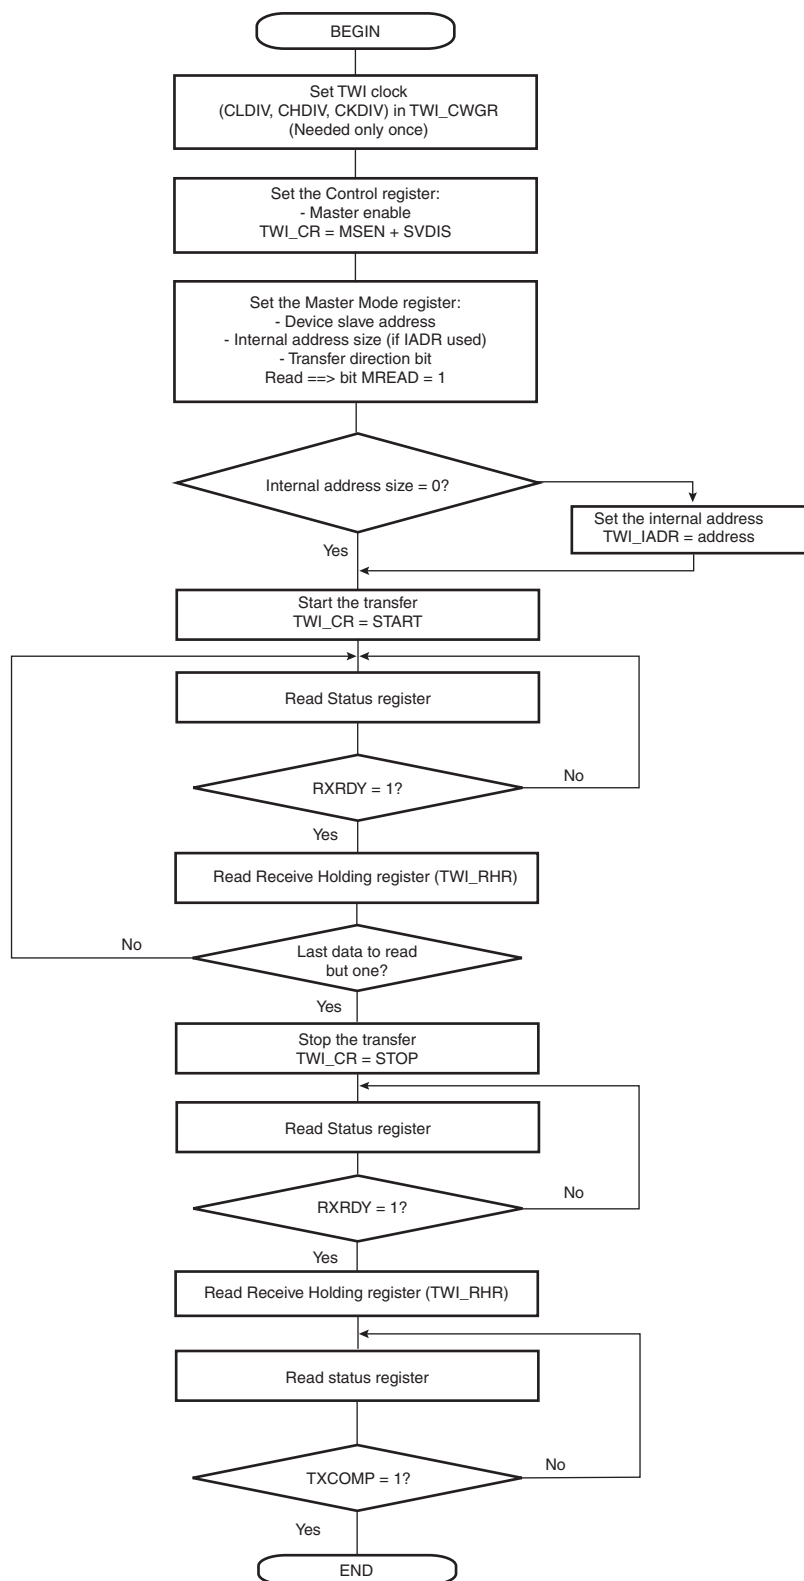 BEGIN
Set TWI clock
(CLDIV, CHDIV, CKDIV) in TWI_CWGR
(Needed only once)
Set the Control register:
- Master enable
TWI_CR = MSEN + SVDIS
Set the Master Mode register:
- Device slave address
- Internal address size (if IADR used)
- Transfer direction bit
Read ==> bit MREAD = 1
Internal address size = 0?
Set the internal address
TWI_IADR = address
Yes
Start the transfer
TWI_CR = START
Read Status register
RXRDY = 1?
No
Yes
Read Receive Holding register (TWI_RHR)
No
Last data to read
but one?
Yes
Stop the transfer
TWI_CR = STOP
Read Status register
No
RXRDY = 1?
Yes
Read Receive Holding register (TWI_RHR)
Read status register
No
TXCOMP = 1?
Yes
END